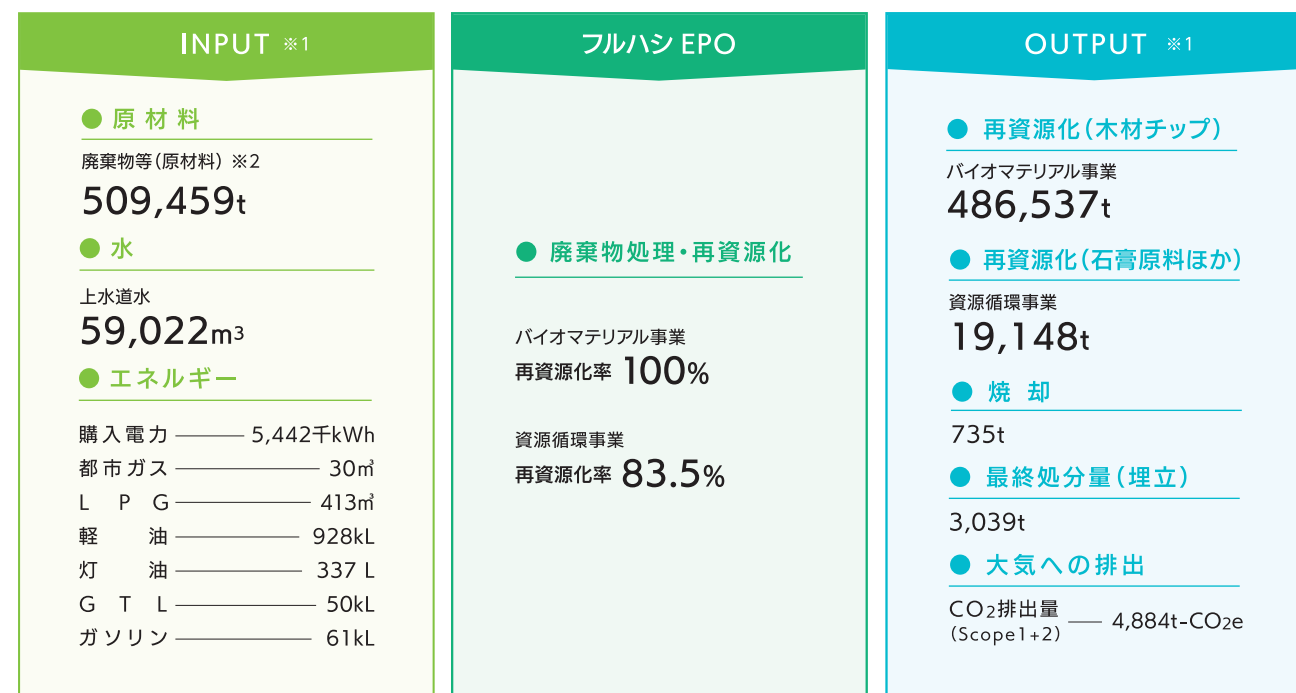 INPUT ※1
● 原材料
廃棄物等(原材料) ※2
509,459t
● 水
上水道水
59,022m3
● エネルギー
購入電力 5,442千kWh
都市ガス 30㎥
LPG 413㎥
軽油 928kL
灯油 337 L
GTL 50kL
ガソリン 61kL
フルハシ EPO
● 廃棄物処理・再資源化
バイオマテリアル事業
再資源化率 100%
資源循環事業
再資源化率 83.5%
OUTPUT ※1
● 再資源化(木材チップ)
バイオマテリアル事業
486,537t
● 再資源化(石膏原料ほか)
資源循環事業
19,148t
● 焼却
735t
● 最終処分量(埋立)
3,039t
● 大気への排出
CO2排出量 4,884t-CO2e
(Scope1+2)